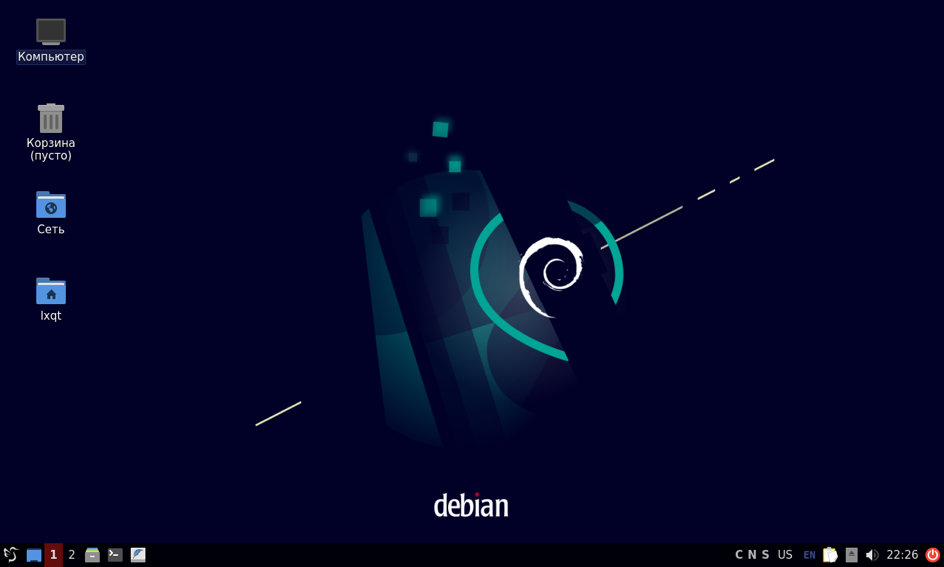 Компьютер
Корзина
(пусто)
Сеть
lxqt
debian
1 2 C N S US EN 22:26